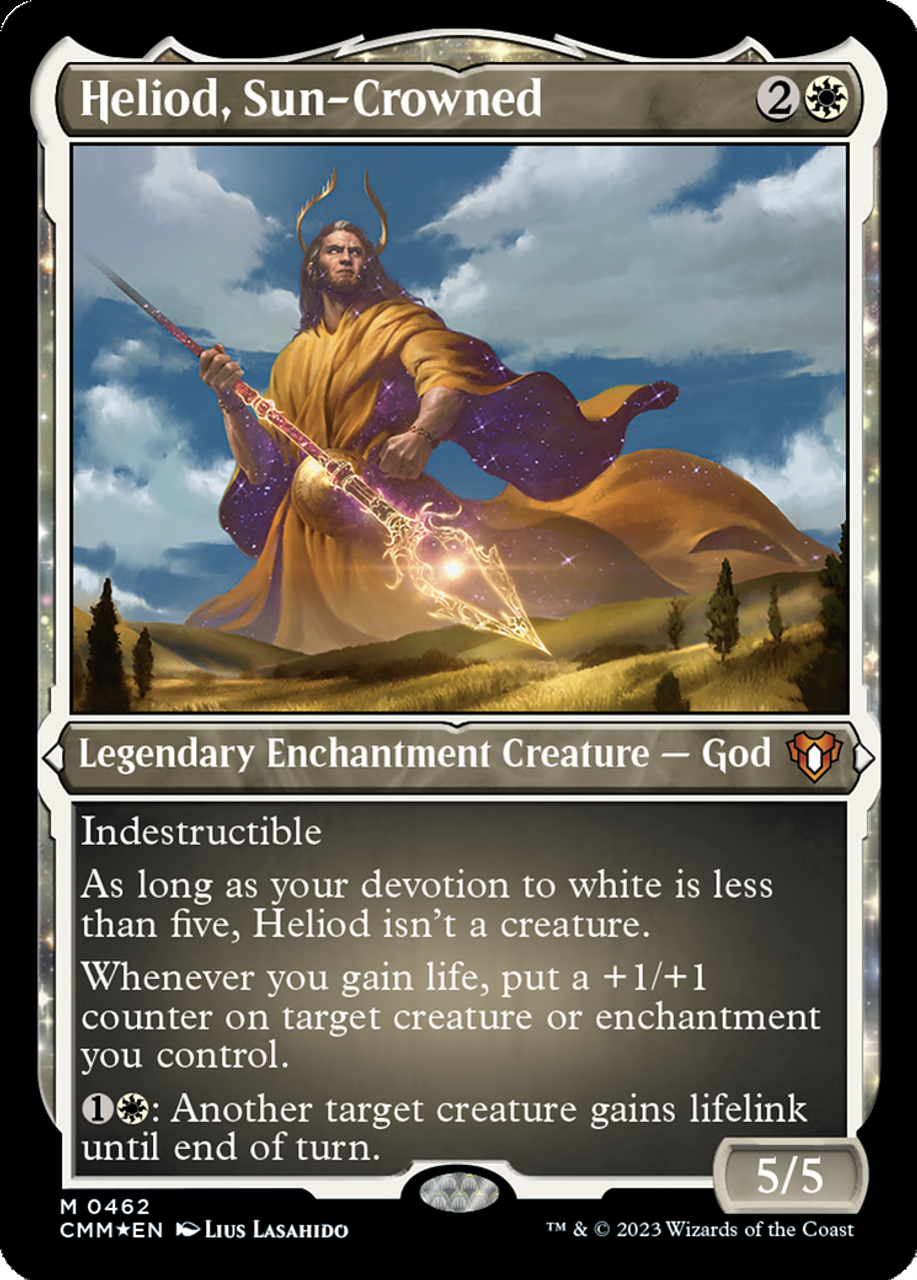 Heliod, Sun-Crowned 2
Legendary Enchantment Creature — God
Indestructible
As long as your devotion to white is less
than five, Heliod isn't a creature.
Whenever you gain life, put a +1/+1
counter on target creature or enchantment
you control.
1 : Another target creature gains lifelink
until end of turn.
5/5
M 0462
CMM★EN Lius Lasahido
™ & © 2023 Wizards of the Coast